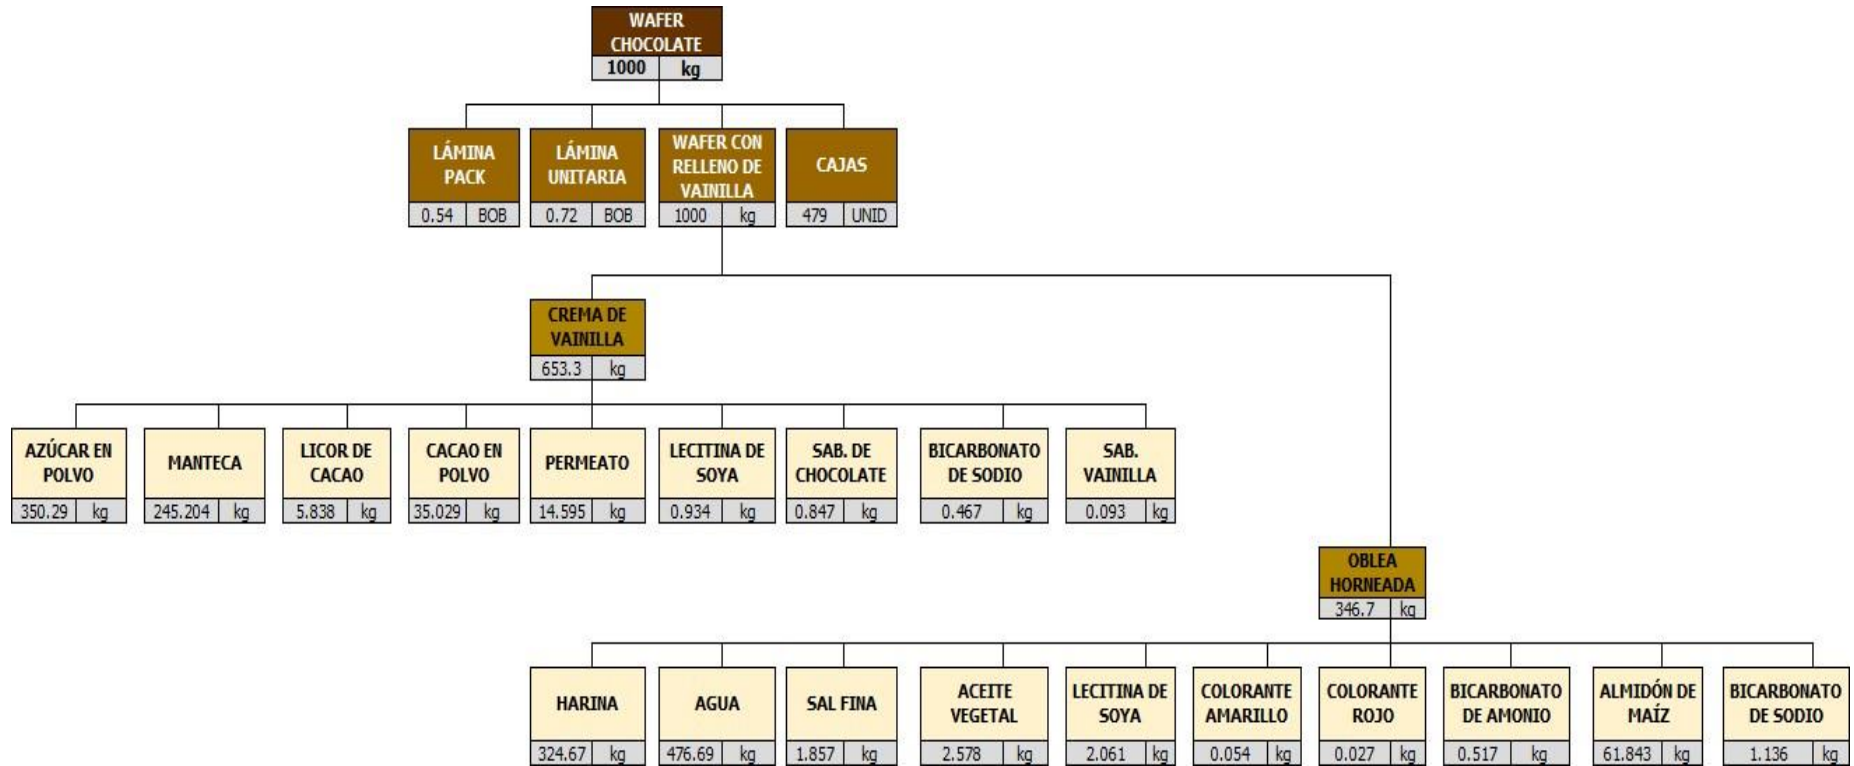 WAFER
CHOCOLATE
1000 kg
LÁMINA
PACK
0.54 BOB
LÁMINA
UNITARIA
0.72 BOB
WAFER CON
RELLENO DE
VAINILLA
1000 kg
CAJAS
479 UNID
CREMA DE
VAINILLA
653.3 kg
AZÚCAR EN
POLVO
350.29 kg
MANTECA
245.204 kg
LICOR DE
CACAO
5.838 kg
CACAO EN
POLVO
35.029 kg
PERMEATO
14.595 kg
LECITINA DE
SOYA
0.934 kg
SAB. DE
CHOCOLATE
0.847 kg
BICARBONATO
DE SODIO
0.467 kg
SAB.
VAINILLA
0.093 kg
OBLEA
HORNEADA
346.7 kg
HARINA
324.67 kg
AGUA
476.69 kg
SAL FINA
1.857 kg
ACEITE
VEGETAL
2.578 kg
LECITINA DE
SOYA
2.061 kg
COLORANTE
AMARILLO
0.054 kg
COLORANTE
ROJO
0.027 kg
BICARBONATO
DE AMONIO
0.517 kg
ALMIDÓN DE
MAÍZ
61.843 kg
BICARBONATO
DE SODIO
1.136 kg